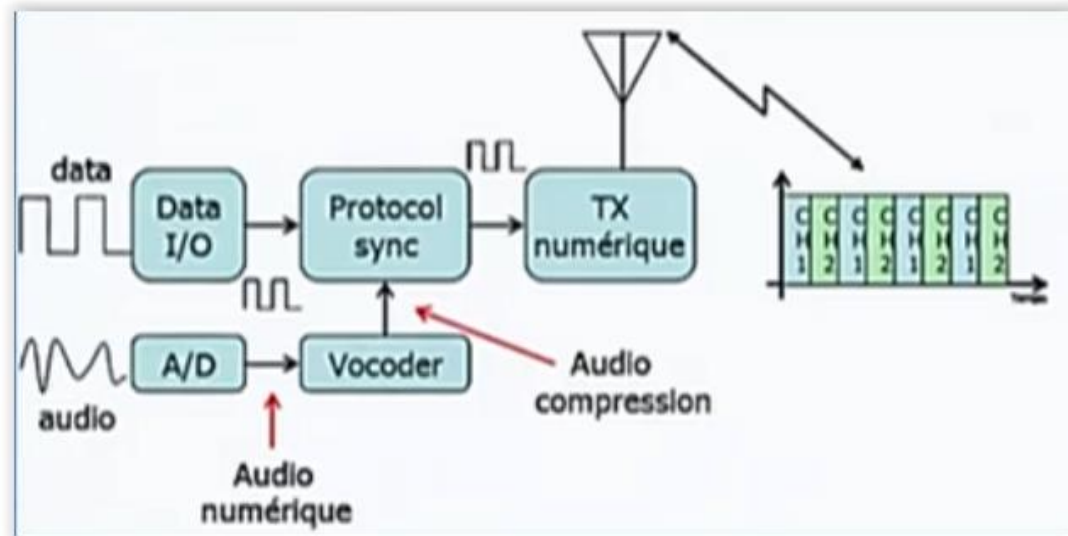 data
Data
I/O
Protocol
sync
TX
numérique
CH1
CH2
CH1
CH2
CH1
CH2
CH1
CH2
Temps
A/D
Vocoder
audio
Audio
compression
Audio
numérique